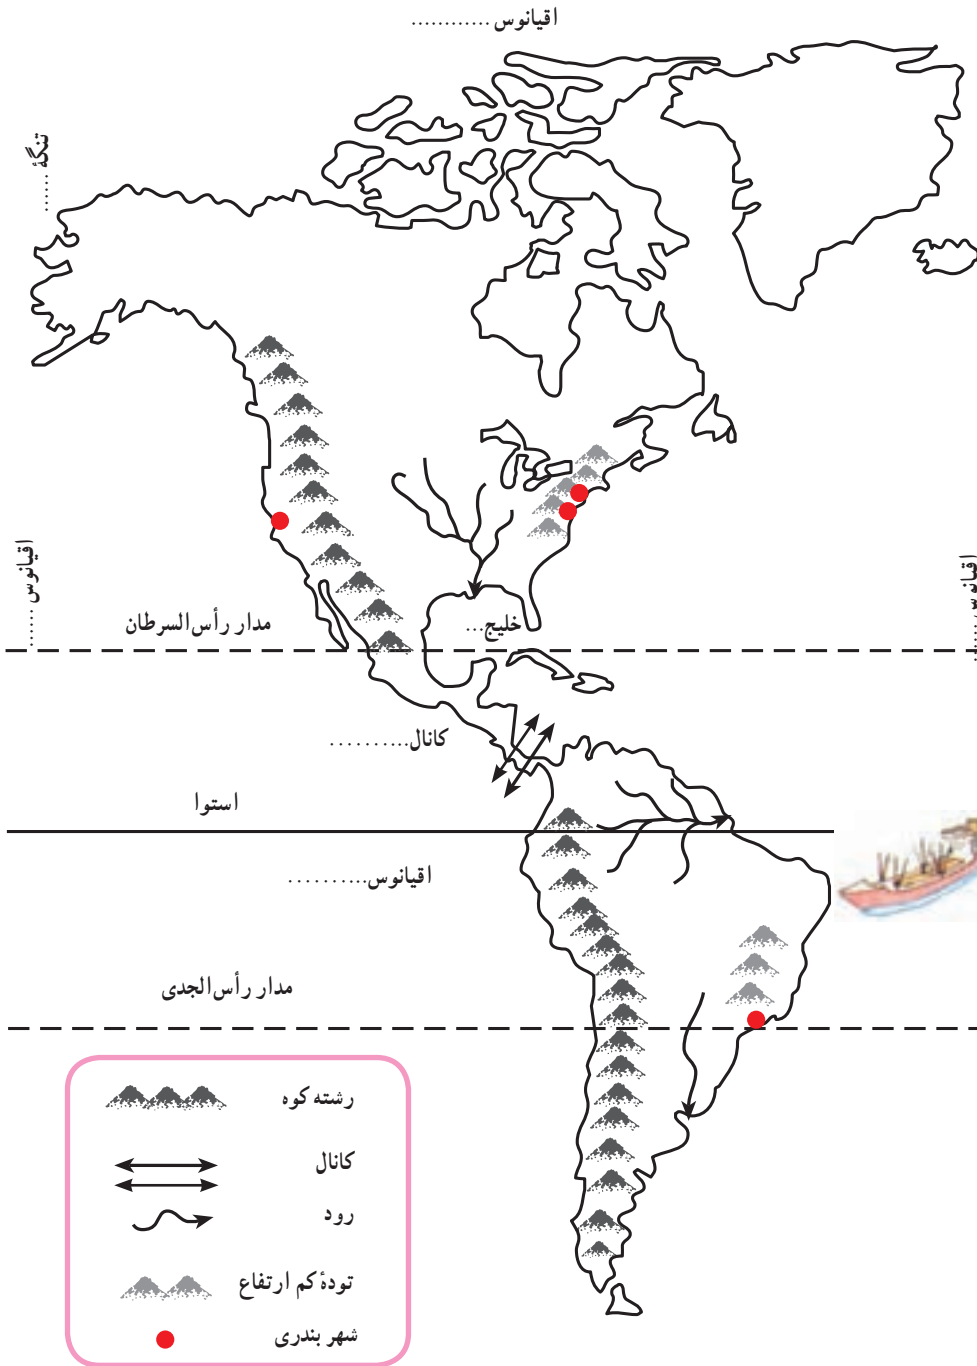 اقیانوس ............
تنگهٔ ......
اقیانوس ......
اقیانوس ......
مدار رأس‌السرطان
خلیج...
کانال..........
استوا
اقیانوس..........
مدار رأس‌الجدی
رشته کوه
کانال
رود
تودهٔ کم ارتفاع
شهر بندری